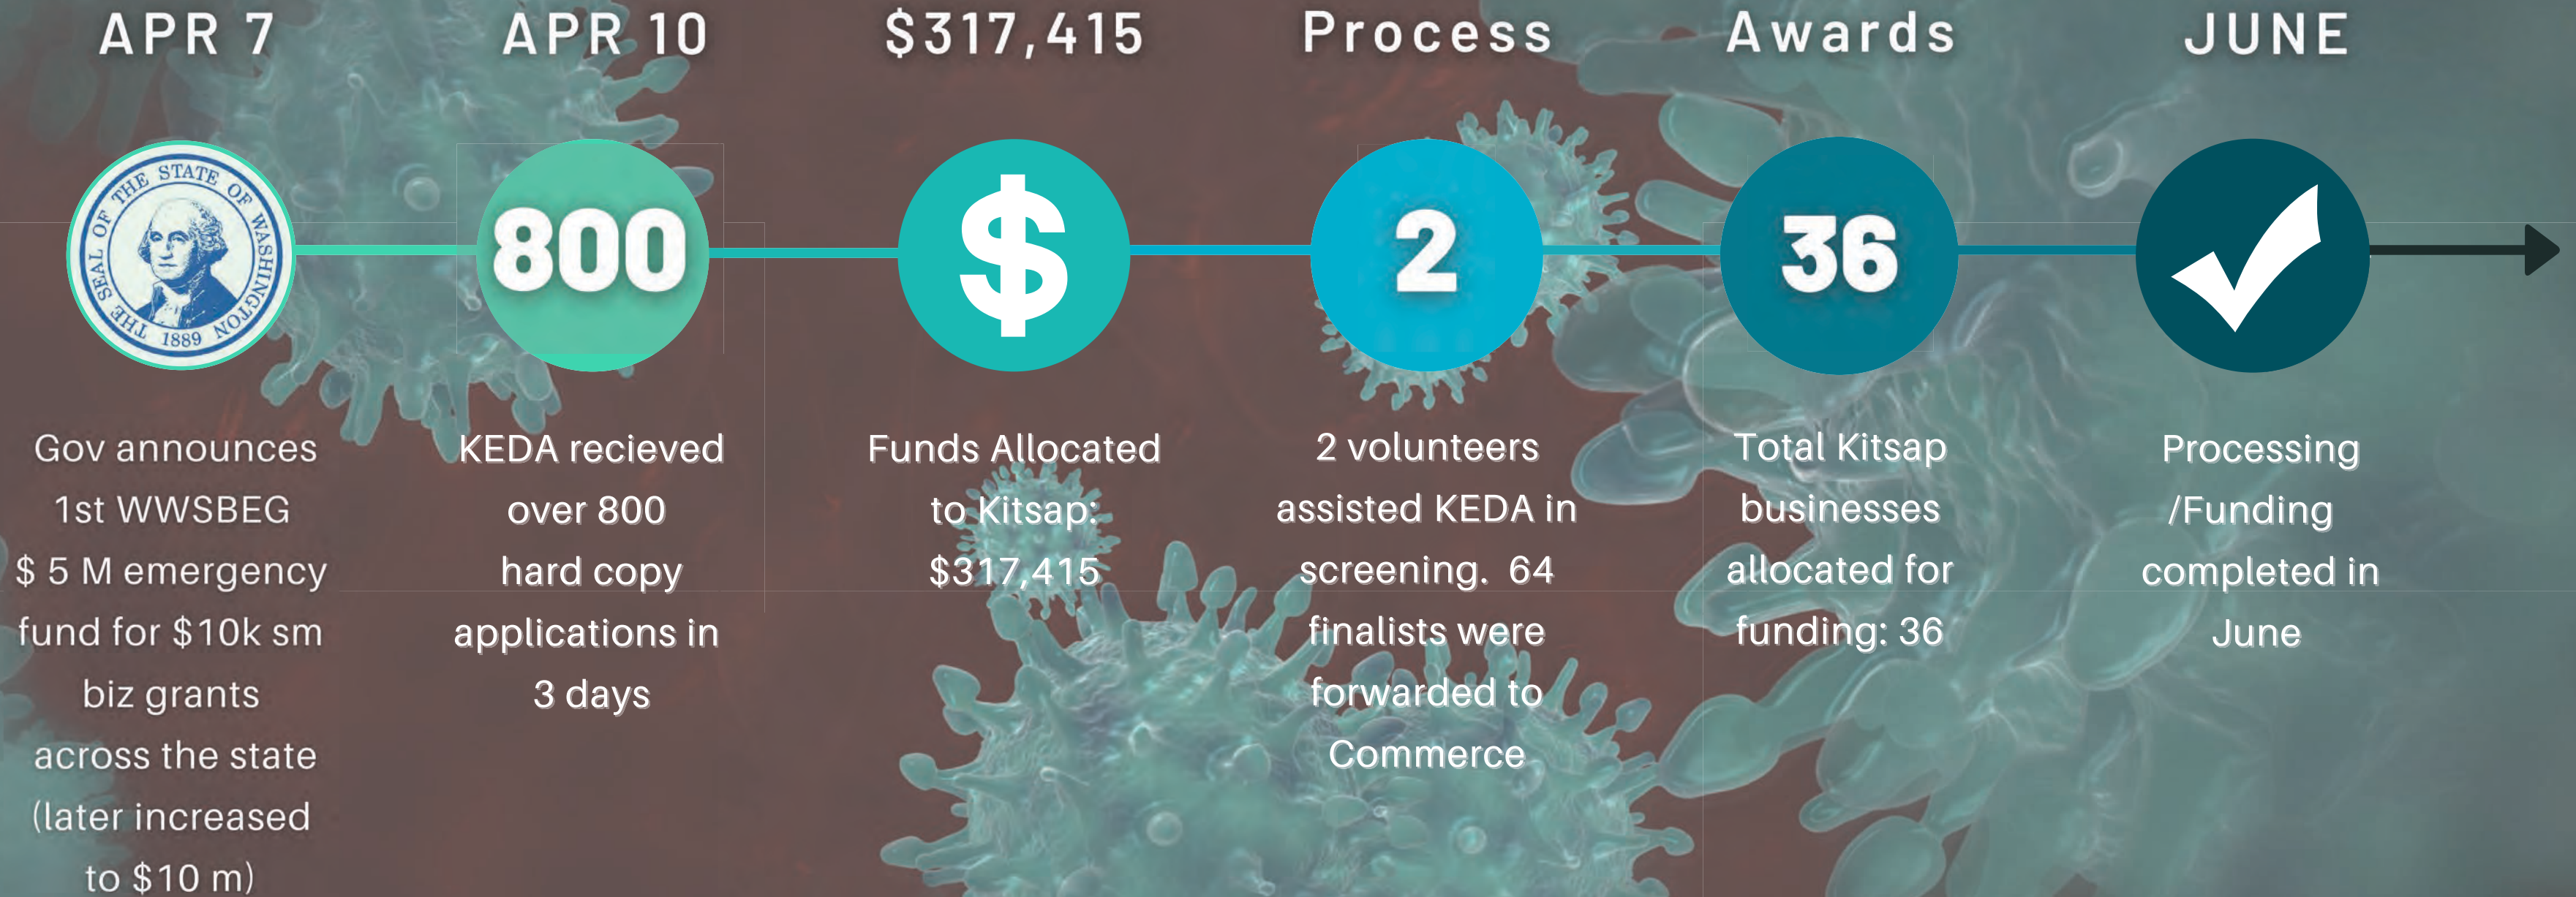 APR 7
THE SEAL OF THE STATE OF WASHINGTON
1889
Gov announces
1st WWSBEG
$ 5 M emergency
fund for $10k sm
biz grants
across the state
(later increased
to $10 m)
APR 10
800
KEDA recieved
over 800
hard copy
applications in
3 days
$317,415
$
Funds Allocated
to Kitsap:
$317,415
Process
2
2 volunteers
assisted KEDA in
screening. 64
finalists were
forwarded to
Commerce
Awards
36
Total Kitsap
businesses
allocated for
funding: 36
JUNE
Processing
/Funding
completed in
June